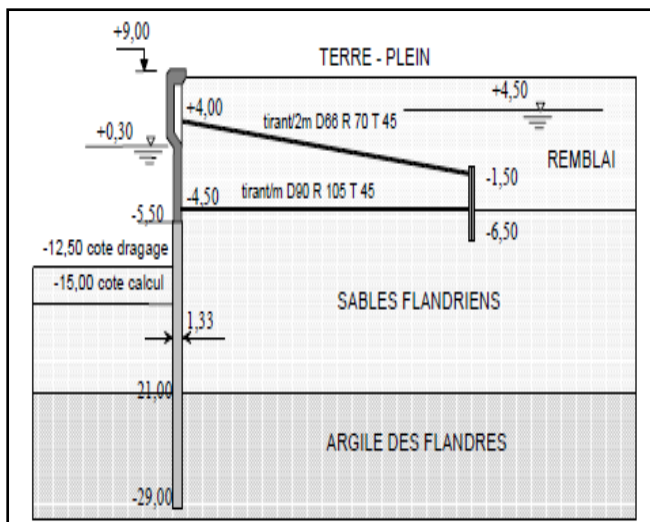 +9,00
TERRE - PLEIN
+4,50
+4,00
tirant/2m D66 R 70 T 45
+0,30
REMBLAI
-1,50
-4,50
tirant/m D90 R 105 T 45
-5,50
-6,50
-12,50 cote dragage
-15,00 cote calcul
SABLES FLANDRIENS
1,33
21,00
ARGILE DES FLANDRES
-29,00